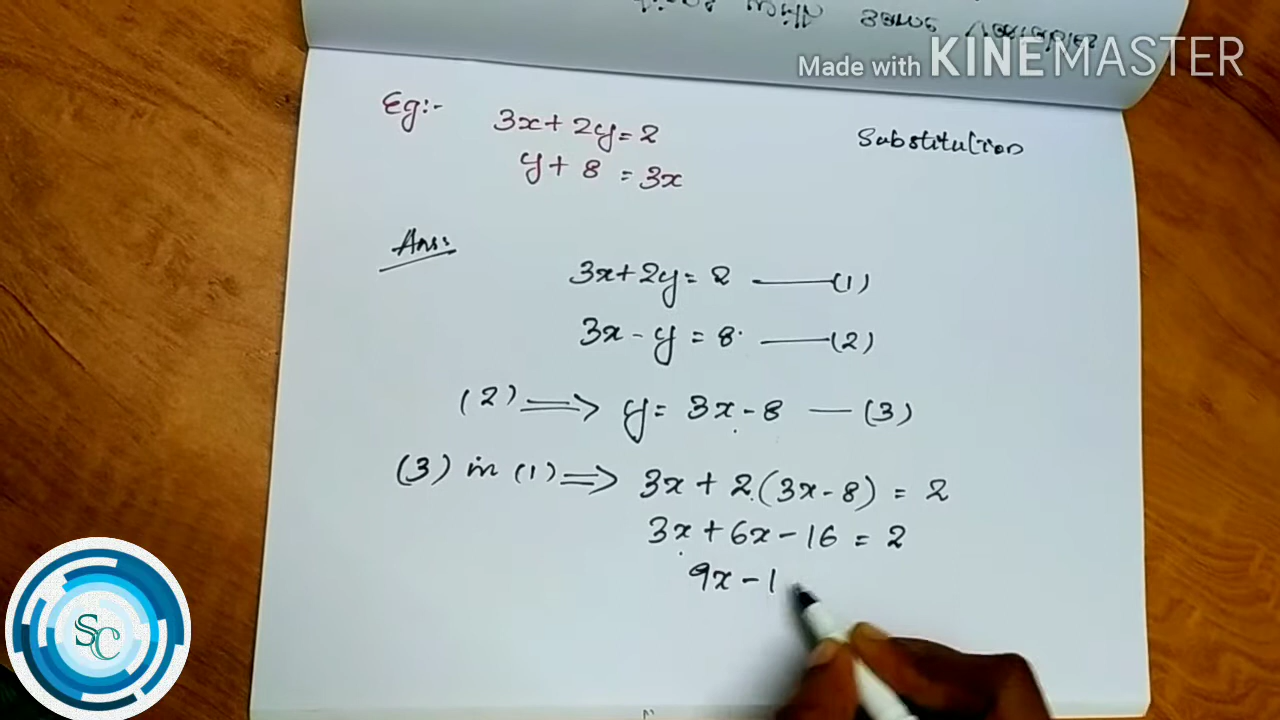 Made with KINEMASTER
Eg:-
3x + 2y = 2
y + 8 = 3x
Substitution
Ans:
3x + 2y = 2 —— (1)
3x - y = 8 —— (2)
(2) ⟹ y = 3x - 8 — (3)
(3) in (1) ⟹ 3x + 2(3x - 8) = 2
3x + 6x - 16 = 2
9x - 1
SC